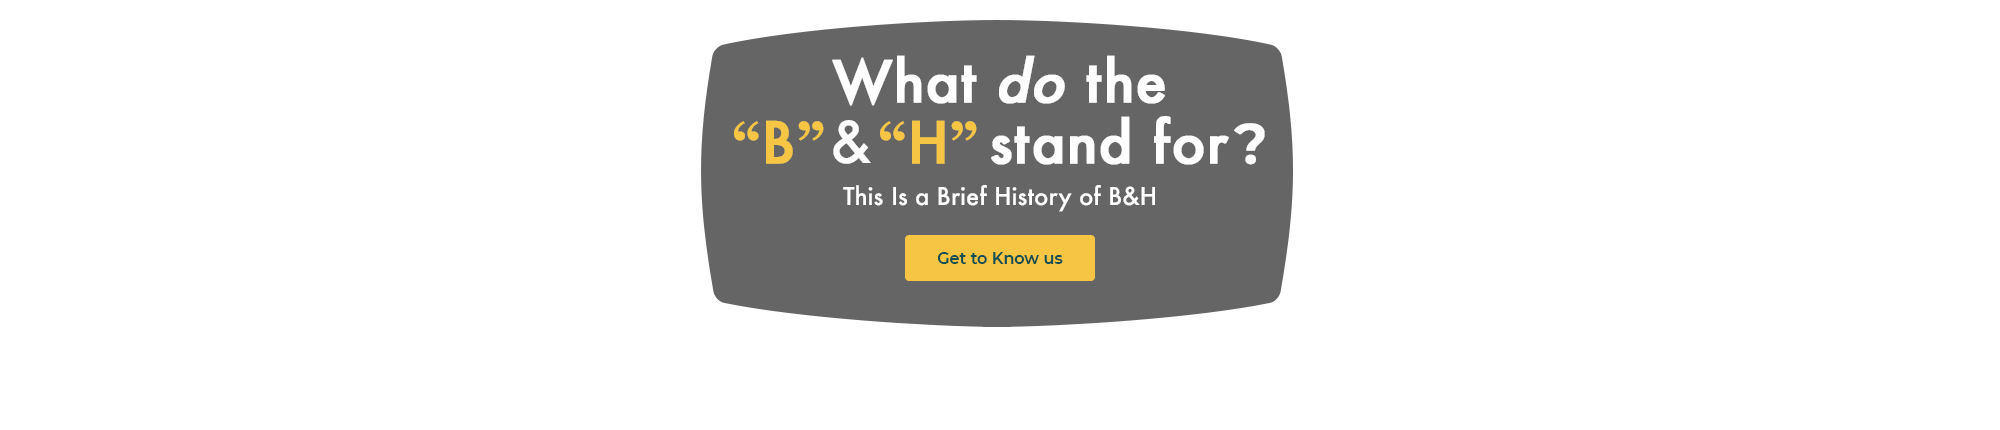 What do the
“B” & “H” stand for?
This Is a Brief History of B&H
Get to Know us